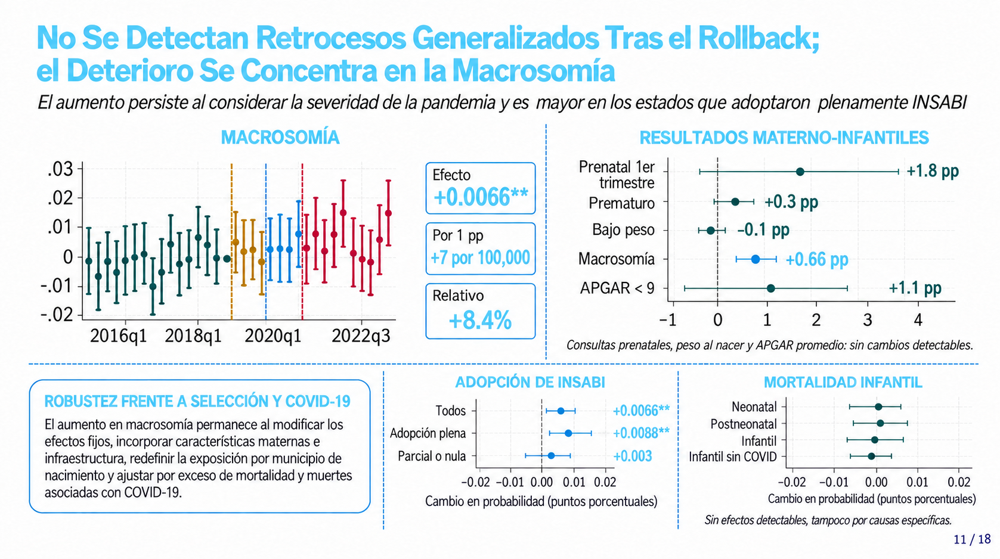 No Se Detectan Retrocesos Generalizados Tras el Rollback;
el Deterioro Se Concentra en la Macrosomía
El aumento persiste al considerar la severidad de la pandemia y es mayor en los estados que adoptaron plenamente INSABI
MACROSOMÍA
.03
.02
.01
0
-.01
-.02
2016q1 2018q1 2020q1 2022q3
Efecto
+0.0066**
Por 1 pp
+7 por 100,000
Relativo
+8.4%
RESULTADOS MATERNO-INFANTILES
Prenatal 1er
trimestre
+1.8 pp
Prematuro +0.3 pp
Bajo peso −0.1 pp
Macrosomía +0.66 pp
APGAR < 9 +1.1 pp
−1 0 1 2 3 4
Consultas prenatales, peso al nacer y APGAR promedio: sin cambios detectables.
ROBUSTEZ FRENTE A SELECCIÓN Y COVID-19
El aumento en macrosomía permanece al modificar los
efectos fijos, incorporar características maternas e
infraestructura, redefinir la exposición por municipio de
nacimiento y ajustar por exceso de mortalidad y muertes
asociadas con COVID-19.
ADOPCIÓN DE INSABI
Todos +0.0066**
Adopción plena +0.0088**
Parcial o nula +0.003
−0.02 −0.01 0.00 0.01 0.02
Cambio en probabilidad (puntos porcentuales)
MORTALIDAD INFANTIL
Neonatal
Postneonatal
Infantil
Infantil sin COVID
−0.02 −0.01 0.00 0.01 0.02
Cambio en probabilidad (puntos porcentuales)
Sin efectos detectables, tampoco por causas específicas.
11 / 18